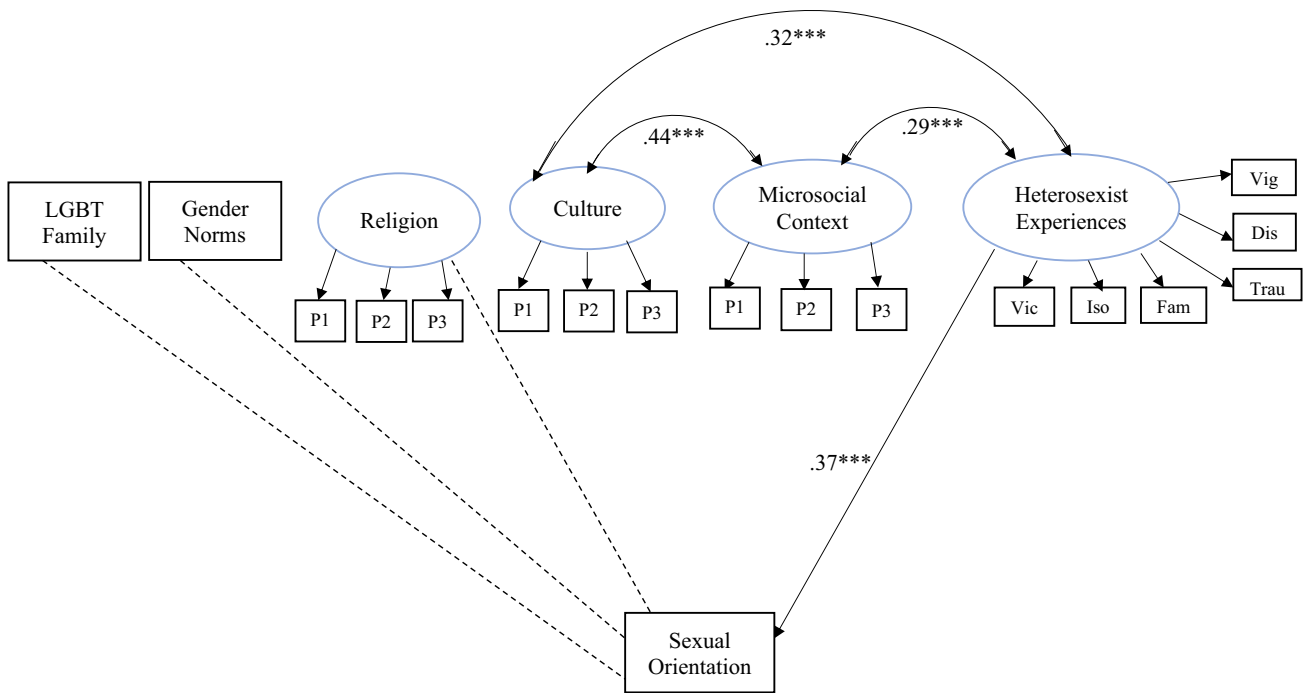 .32***
.44***
.29***
LGBT
Family
Gender
Norms
Religion
Culture
Microsocial
Context
Heterosexist
Experiences
Vig
Dis
Trau
P1
P2
P3
P1
P2
P3
P1
P2
P3
Vic
Iso
Fam
.37***
Sexual
Orientation